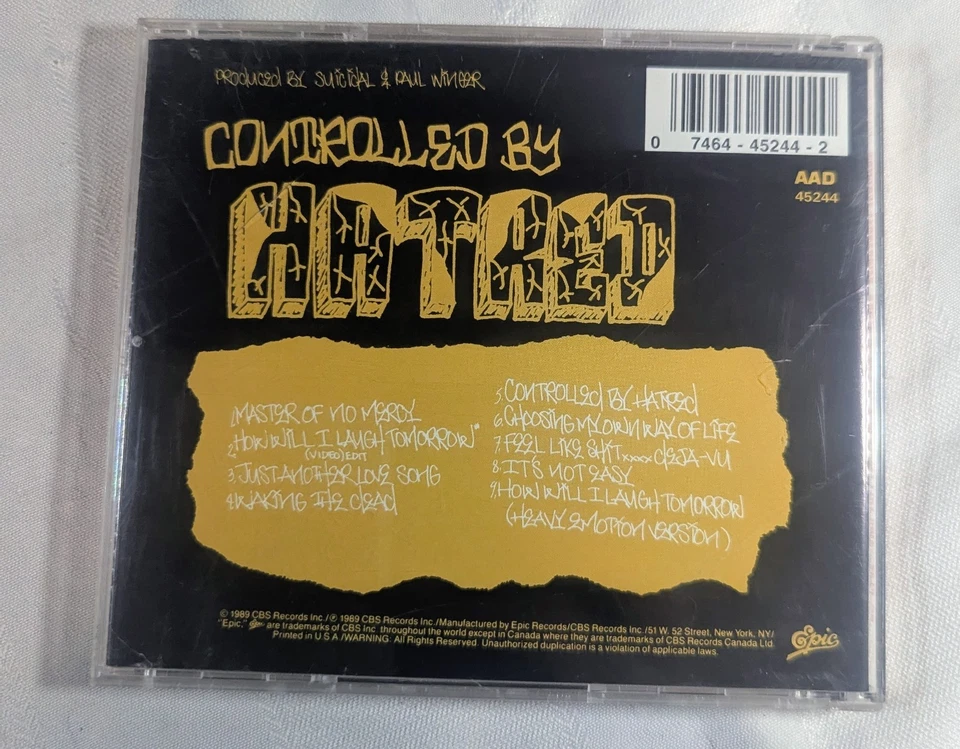 PRODUCED BY SUICIDAL & PAUL WINGER
CONTROLLED BY
HATRED
0 7464 - 45244 - 2
AAD
45244
1. MASTER OF NO MERCY
2. HOW WILL I LAUGH TOMORROW*
(VIDEO) EDIT
3. JUST ANOTHER LOVE SONG
4. WAKING THE DEAD
5. CONTROLLED BY HATRED
6. CHOOSING MY OWN WAY OF LIFE
7. FEEL LIKE SHIT xxxx DEJA-VU
8. IT'S NOT EASY
9. HOW WILL I LAUGH TOMORROW
(HEAVY EMOTION VERSION)
© 1989 CBS Records Inc./℗ 1989 CBS Records Inc./Manufactured by Epic Records/CBS Records Inc./51 W. 52 Street, New York, NY/
"Epic," Epic are trademarks of CBS Inc. throughout the world except in Canada where they are trademarks of CBS Records Canada Ltd.
Printed in U.S.A./WARNING: All Rights Reserved. Unauthorized duplication is a violation of applicable laws.
Epic